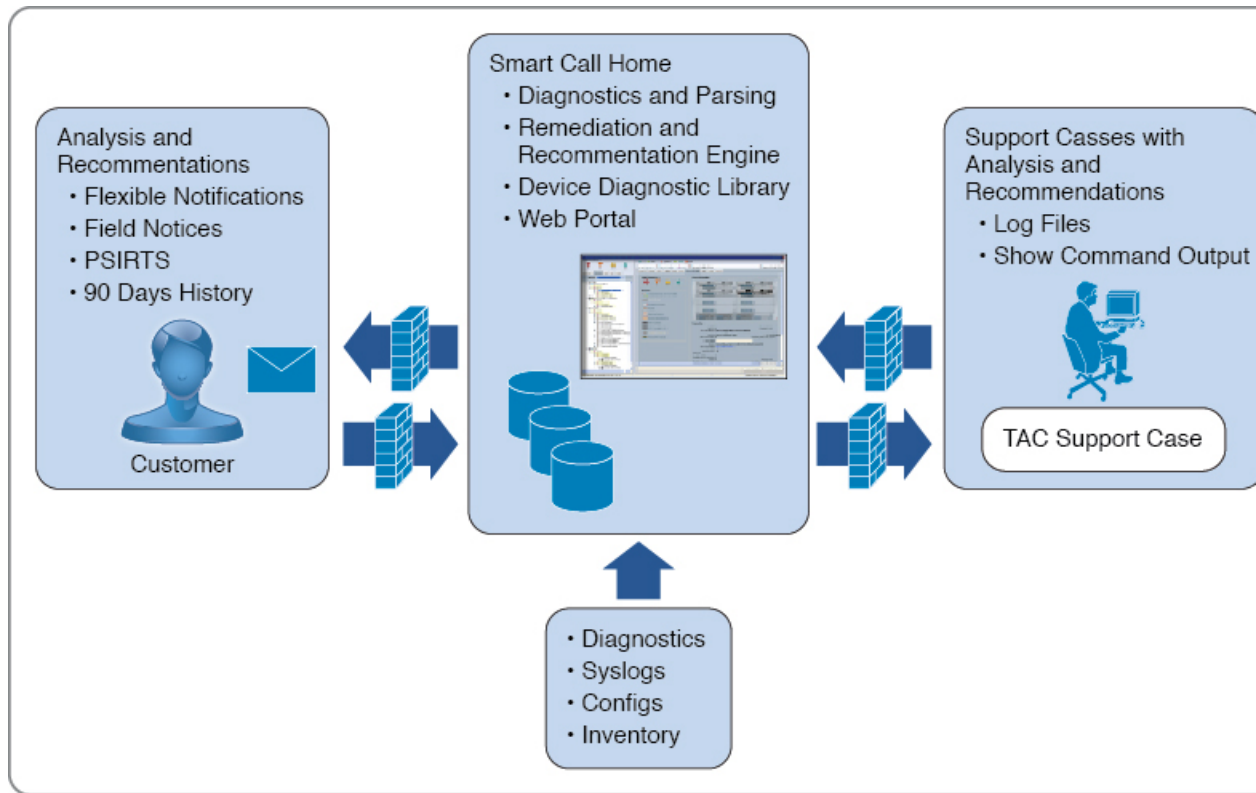 Analysis and
Recommentations
• Flexible Notifications
• Field Notices
• PSIRTS
• 90 Days History
Customer
Smart Call Home
• Diagnostics and Parsing
• Remediation and
Recommentation Engine
• Device Diagnostic Library
• Web Portal
Support Casses with
Analysis and
Recommendations
• Log Files
• Show Command Output
TAC Support Case
• Diagnostics
• Syslogs
• Configs
• Inventory